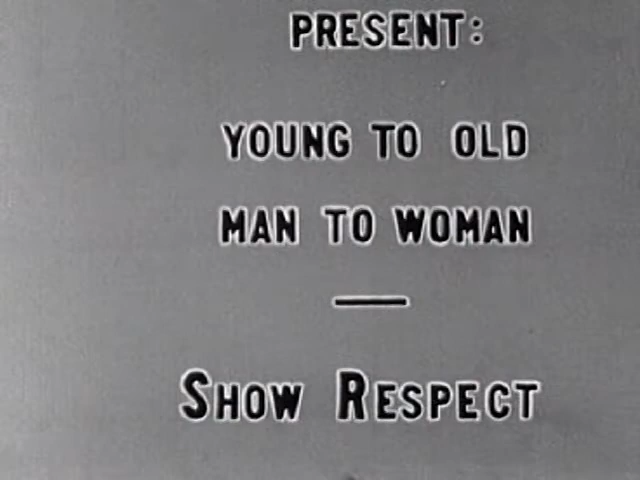 PRESENT:
YOUNG TO OLD
MAN TO WOMAN
SHOW RESPECT